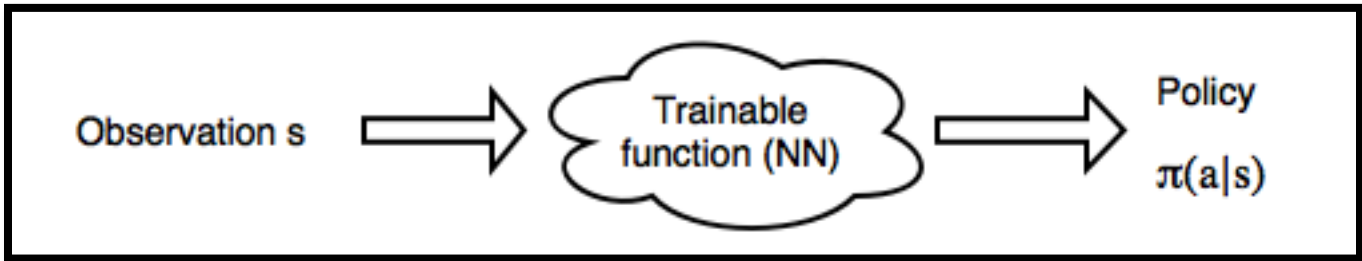 Observation s
Trainable
function (NN)
Policy
π(a|s)